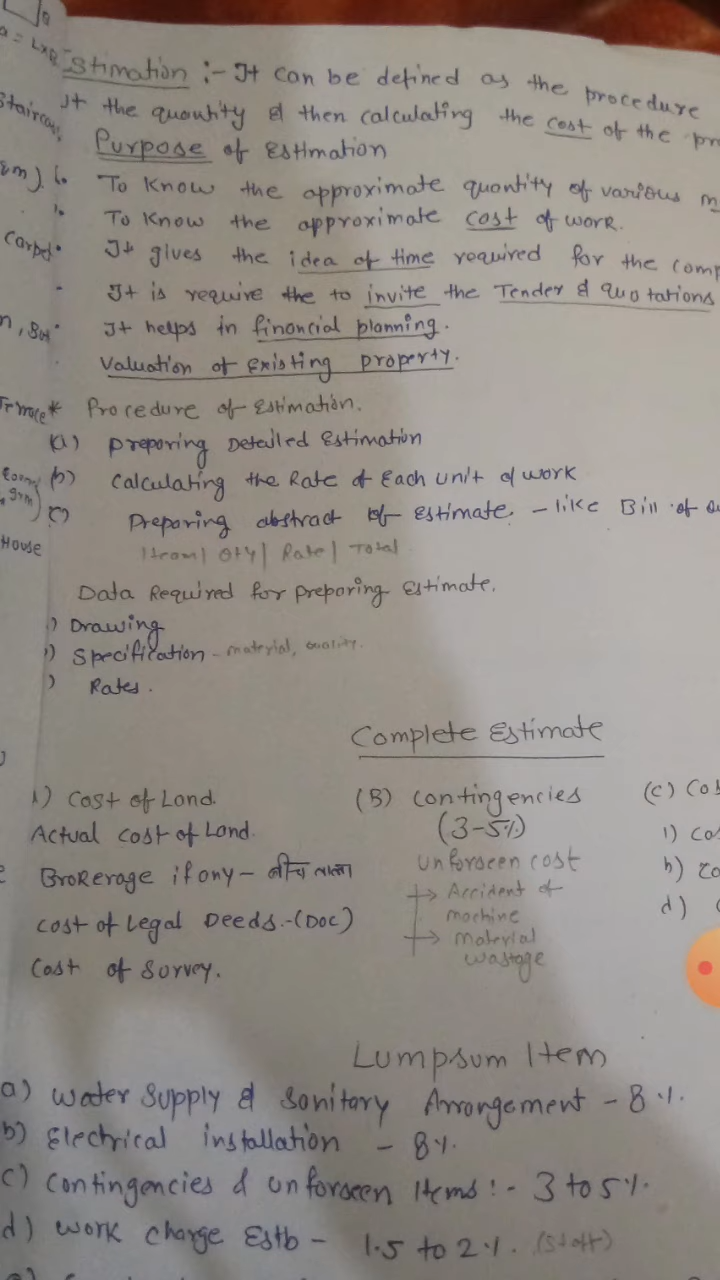 Estimation :- It can be defined as the procedure
It the quantity & then calculating the cost of the
Purpose of Estimation
To Know the approximate quantity of various
To Know the approximate cost of work.
It gives the idea of time required for the comp
It is require the to invite the Tender & Quotations
It helps in financial planning.
Valuation of Existing property.
* Procedure of Estimation.
(a) Preparing Detailed Estimation
(b) Calculating the Rate of Each unit of work
(c) Preparing abstract of Estimate. - like Bill of
Item | Qty | Rate | Total
Data Required for preparing Estimate.
) Drawing
) Specification - material, quality.
) Rates.
House
Complete Estimate
1) Cost of Land.
Actual cost of Land.
Brokerage if any - बीच वाला
Cost of Legal Deeds.-(Doc)
Cost of Survey.
(B) Contingencies
(3-5%)
Unforseen cost
→ Accident of
machine
→ material
wastage
(C) Cos
1) Co
b) Co
d)
Lumpsum Item
a) Water Supply & Sanitary Arrangement - 8 %.
b) Electrical installation - 8%.
c) Contingencies & unforseen Items :- 3 to 5%.
d) Work charge Estb - 1.5 to 2%. (Staff)